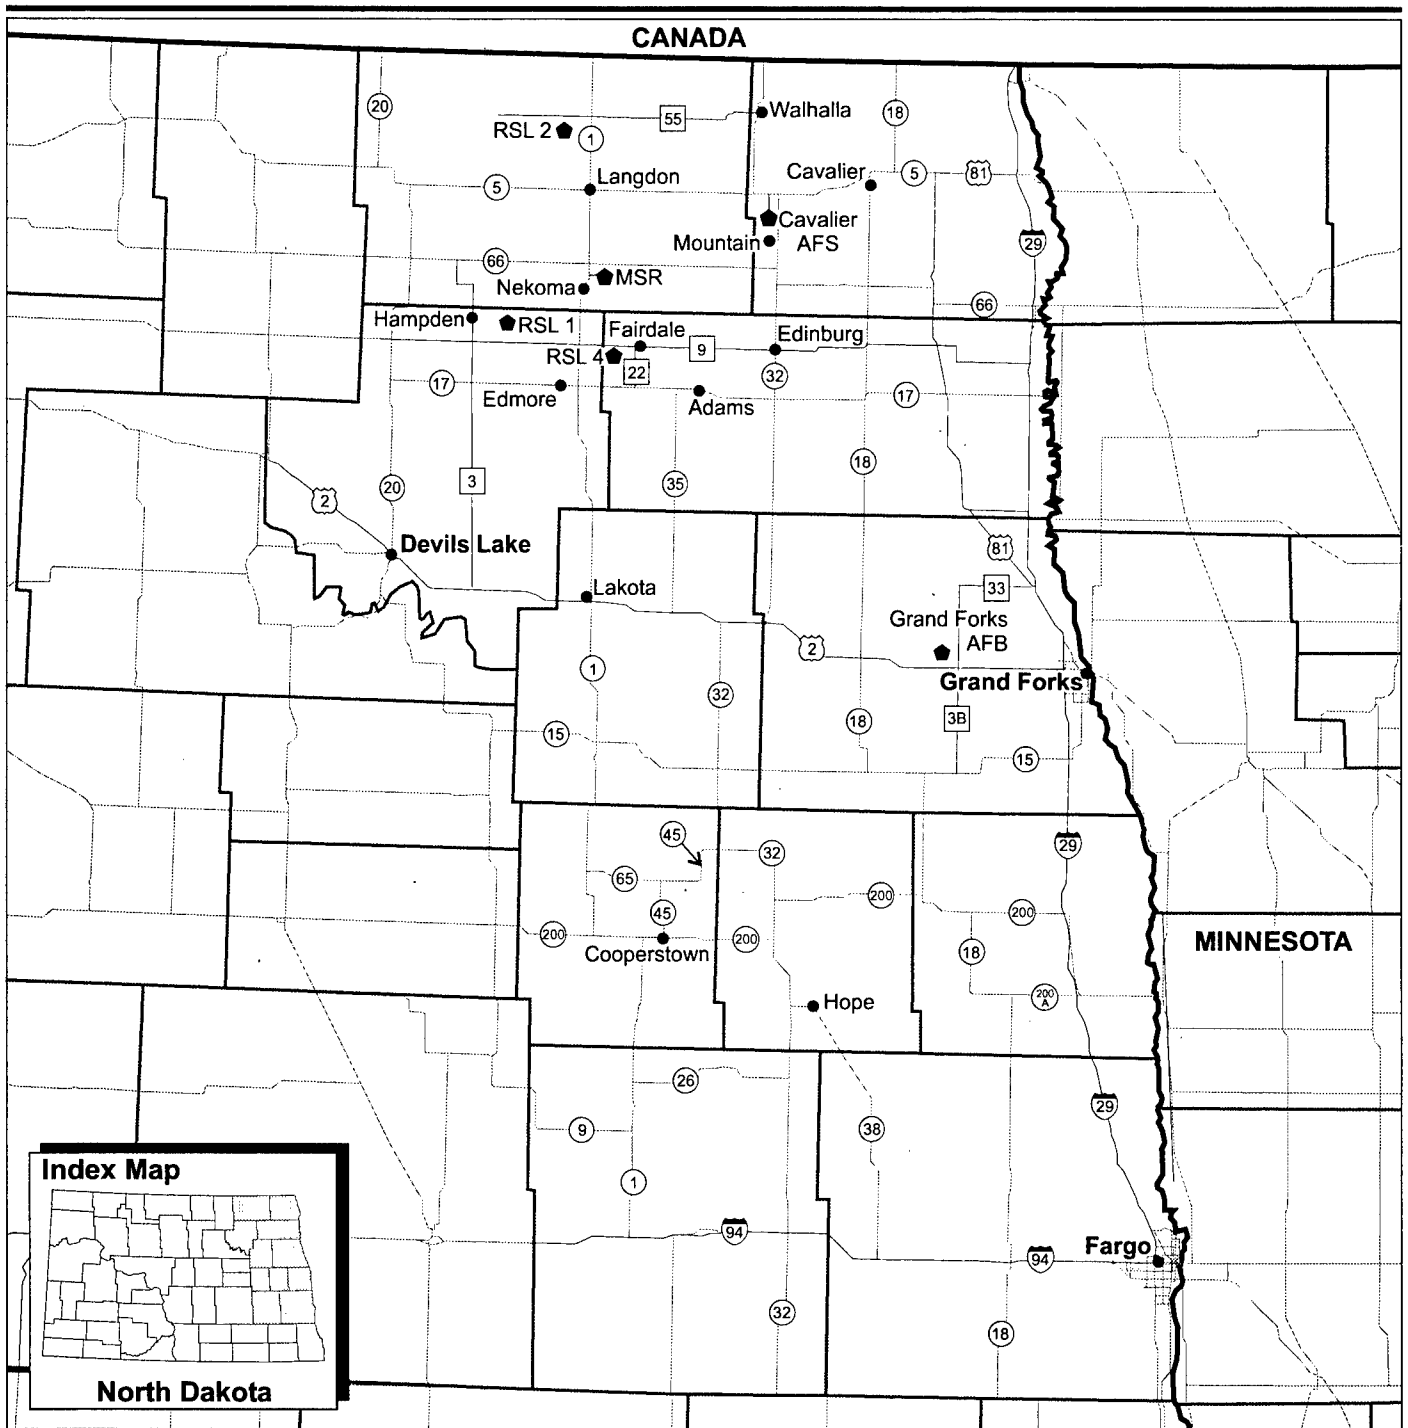 CANADA
20
55
Walhalla
18
RSL 2
1
Langdon
5
Cavalier
5
81
Cavalier
AFS
Mountain
29
66
MSR
Nekoma
66
Hampden
RSL 1
Fairdale
Edinburg
RSL 4
9
22
32
17
Edmore
Adams
17
18
3
20
35
2
Devils Lake
81
Lakota
33
Grand Forks
AFB
2
1
Grand Forks
32
18
3B
15
15
45
32
29
65
200
45
200
200
Cooperstown
200
18
MINNESOTA
200
A
Hope
26
29
9
38
1
Index Map
94
Fargo
94
32
18
North Dakota